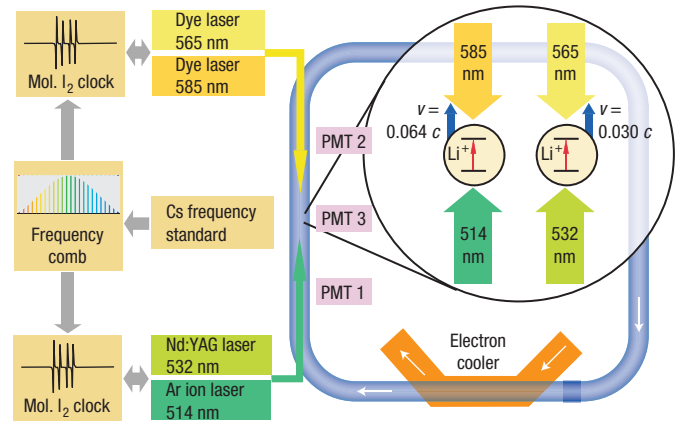 Mol. I2 clock
Dye laser
565 nm
Dye laser
585 nm
Frequency
comb
Cs frequency
standard
Mol. I2 clock
Nd:YAG laser
532 nm
Ar ion laser
514 nm
PMT 2
PMT 3
PMT 1
585
nm
565
nm
v =
0.064 c
v =
0.030 c
Li+
Li+
514
nm
532
nm
Electron
cooler